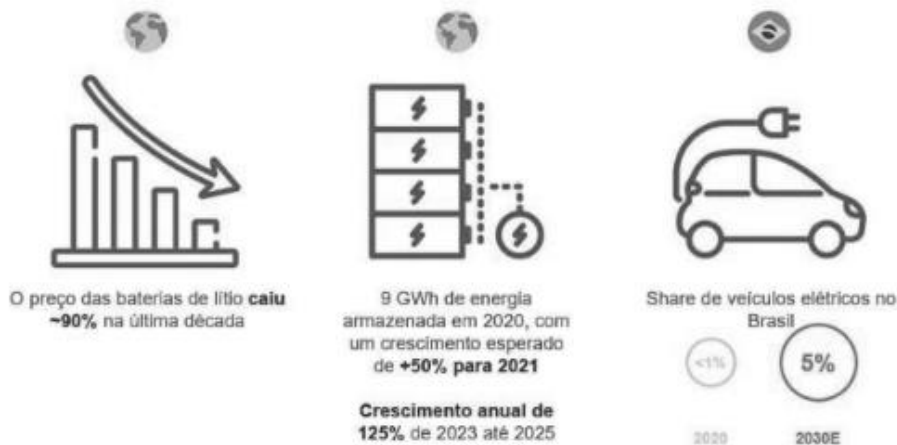 O preço das baterias de lítio caiu
~90% na última década
9 GWh de energia
armazenada em 2020, com
um crescimento esperado
de +50% para 2021
Crescimento anual de
125% de 2023 até 2025
Share de veículos elétricos no
Brasil
<1%
5%
2020
2030E